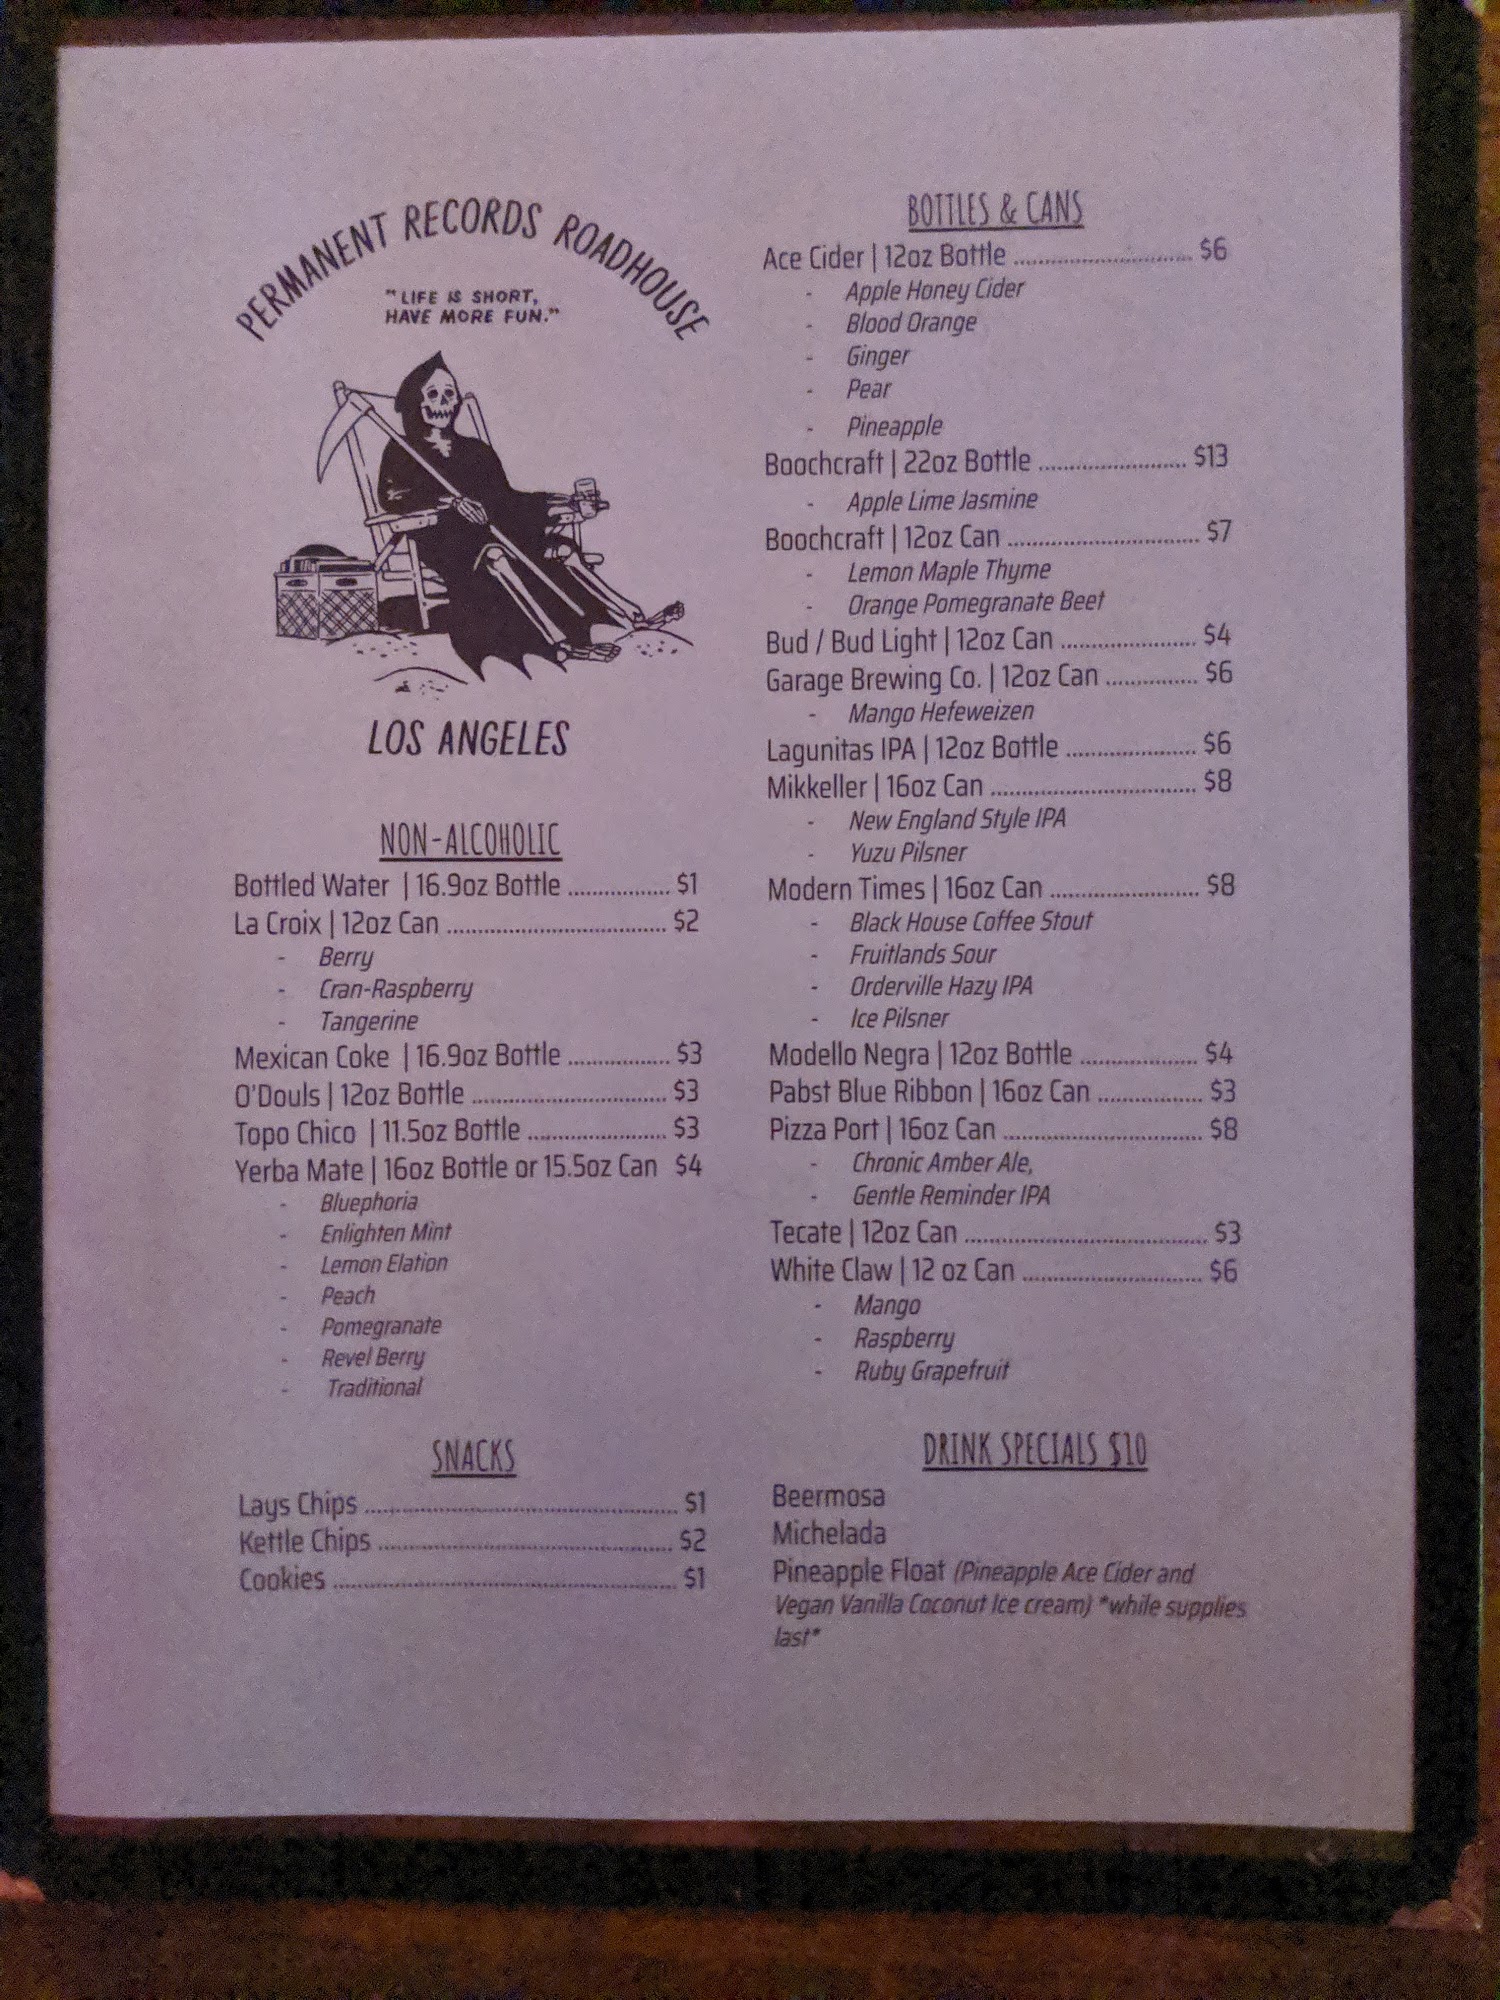 PERMANENT RECORDS ROADHOUSE
"LIFE IS SHORT,
HAVE MORE FUN."
LOS ANGELES
NON-ALCOHOLIC
Bottled Water | 16.9oz Bottle ................. $1
La Croix | 12oz Can .................................. $2
- Berry
- Cran-Raspberry
- Tangerine
Mexican Coke | 16.9oz Bottle ................ $3
O'Douls | 12oz Bottle .............................. $3
Topo Chico | 11.5oz Bottle ..................... $3
Yerba Mate | 16oz Bottle or 15.5oz Can $4
- Bluephoria
- Enlighten Mint
- Lemon Elation
- Peach
- Pomegranate
- Revel Berry
- Traditional
SNACKS
Lays Chips ................................................ $1
Kettle Chips ............................................. $2
Cookies ..................................................... $1
BOTTLES & CANS
Ace Cider | 12oz Bottle ............................ $6
- Apple Honey Cider
- Blood Orange
- Ginger
- Pear
- Pineapple
Boochcraft | 22oz Bottle ....................... $13
- Apple Lime Jasmine
Boochcraft | 12oz Can .............................. $7
- Lemon Maple Thyme
- Orange Pomegranate Beet
Bud / Bud Light | 12oz Can ..................... $4
Garage Brewing Co. | 12oz Can .............. $6
- Mango Hefeweizen
Lagunitas IPA | 12oz Bottle .................... $6
Mikkeller | 16oz Can ................................ $8
- New England Style IPA
- Yuzu Pilsner
Modern Times | 16oz Can ....................... $8
- Black House Coffee Stout
- Fruitlands Sour
- Orderville Hazy IPA
- Ice Pilsner
Modello Negra | 12oz Bottle .................. $4
Pabst Blue Ribbon | 16oz Can ................ $3
Pizza Port | 16oz Can ............................... $8
- Chronic Amber Ale,
- Gentle Reminder IPA
Tecate | 12oz Can ...................................... $3
White Claw | 12 oz Can ............................ $6
- Mango
- Raspberry
- Ruby Grapefruit
DRINK SPECIALS $10
Beermosa
Michelada
Pineapple Float (Pineapple Ace Cider and
Vegan Vanilla Coconut Ice cream) *while supplies
last*